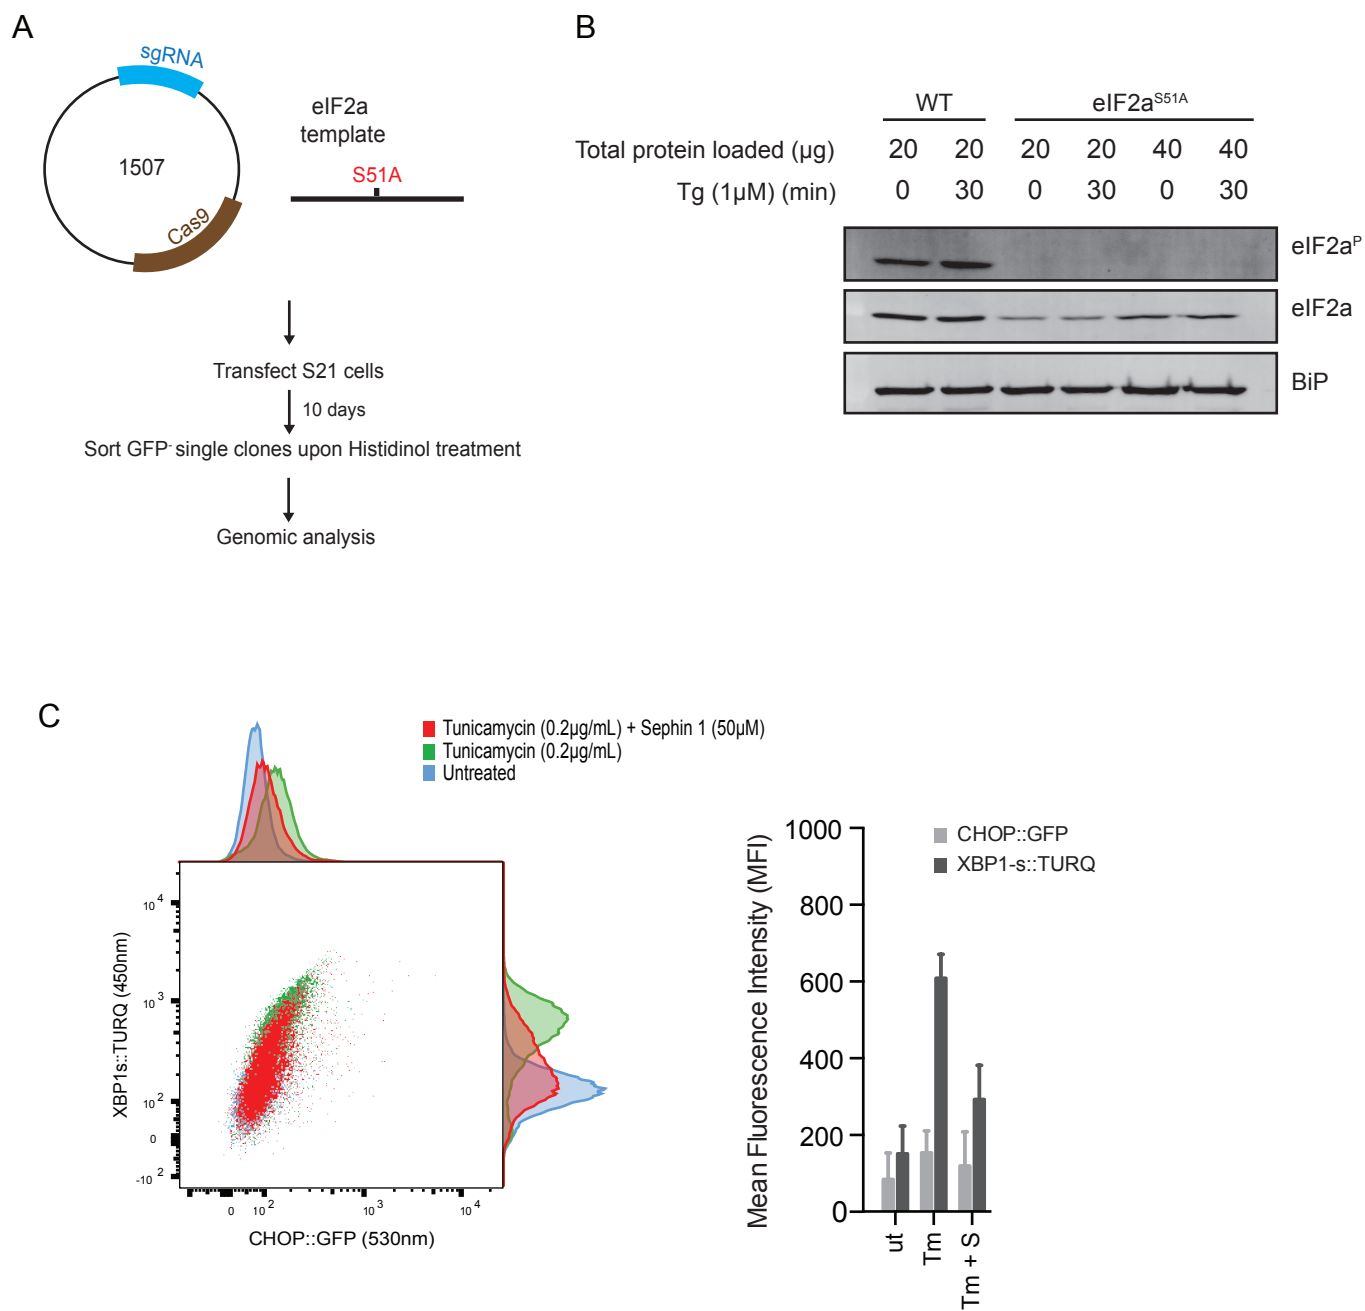 A
sgRNA
1507
Cas9
eIF2a
template
S51A
Transfect S21 cells
10 days
Sort GFP- single clones upon Histidinol treatment
Genomic analysis
B
WT eIF2a^S51A
Total protein loaded (µg) 20 20 20 20 40 40
Tg (1µM) (min) 0 30 0 30 0 30
eIF2a^P
eIF2a
BiP
C
Tunicamycin (0.2µg/mL) + Sephin 1 (50µM)
Tunicamycin (0.2µg/mL)
Untreated
XBP1s::TURQ (450nm)
10^4
10^3
10^2
0
-10^2
0 10^2 10^3 10^4
CHOP::GFP (530nm)
Mean Fluorescence Intensity (MFI)
1000
800
600
400
200
0
CHOP::GFP
XBP1-s::TURQ
ut
Tm
Tm + S